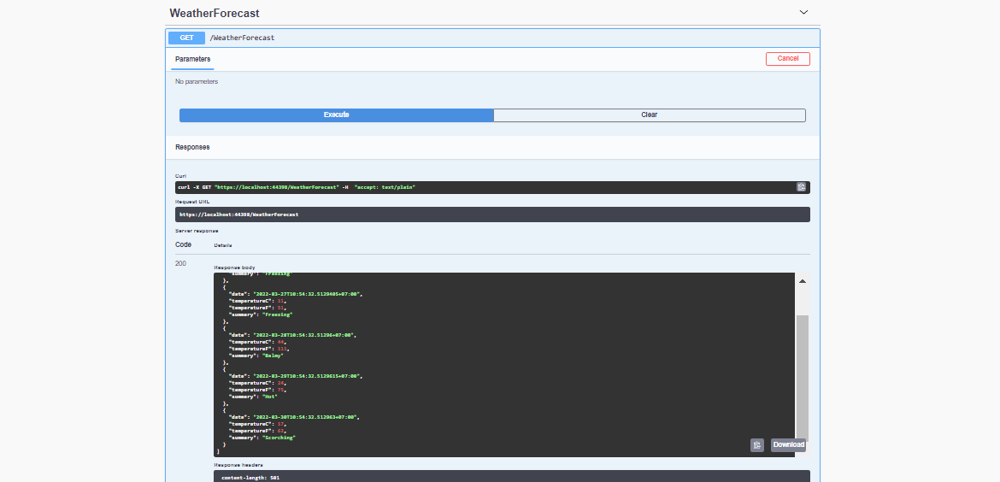 WeatherForecast
GET /WeatherForecast
Parameters
Cancel
No parameters
Execute
Clear
Responses
Curl
curl -X GET "https://localhost:44398/WeatherForecast" -H "accept: text/plain"
Request URL
https://localhost:44398/WeatherForecast
Server response
Code Details
200
Response body
"summary": "Freezing"
},
{
"date": "2022-03-27T10:54:32.5129405+07:00",
"temperatureC": 11,
"temperatureF": 51,
"summary": "Freezing"
},
{
"date": "2022-03-28T10:54:32.51296+07:00",
"temperatureC": 44,
"temperatureF": 111,
"summary": "Balmy"
},
{
"date": "2022-03-29T10:54:32.5129615+07:00",
"temperatureC": 24,
"temperatureF": 75,
"summary": "Hot"
},
{
"date": "2022-03-30T10:54:32.512963+07:00",
"temperatureC": 17,
"temperatureF": 62,
"summary": "Scorching"
}
]
Download
Response headers
content-length: 501